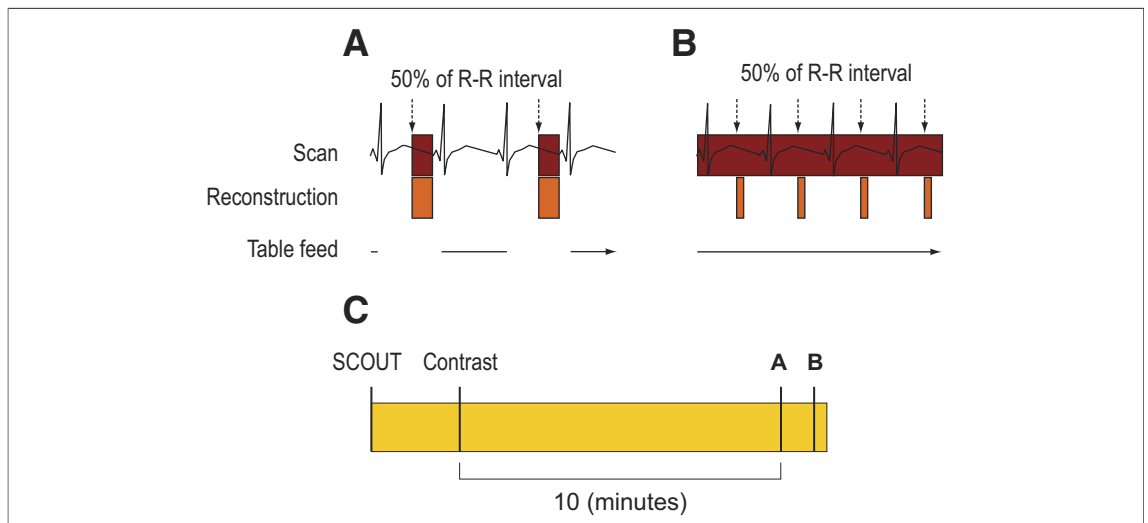 A
B
50% of R-R interval
50% of R-R interval
Scan
Reconstruction
Table feed
C
SCOUT
Contrast
A
B
10 (minutes)